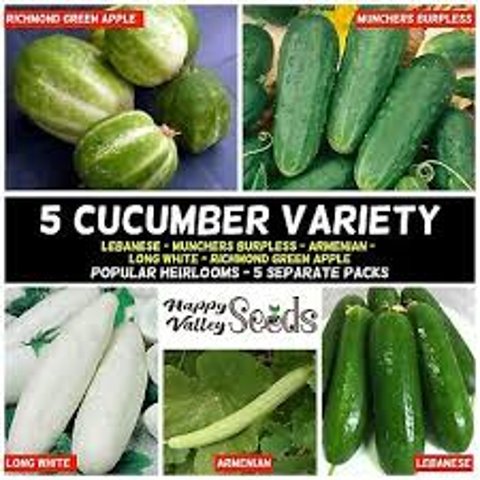 RICHMOND GREEN APPLE
MUNCHERS BURPLESS
5 CUCUMBER VARIETY
LEBANESE - MUNCHERS BURPLESS - ARMENIAN -
LONG WHITE - RICHMOND GREEN APPLE
POPULAR HEIRLOOMS - 5 SEPARATE PACKS
Happy
Valley Seeds
LONG WHITE
ARMENIAN
LEBANESE